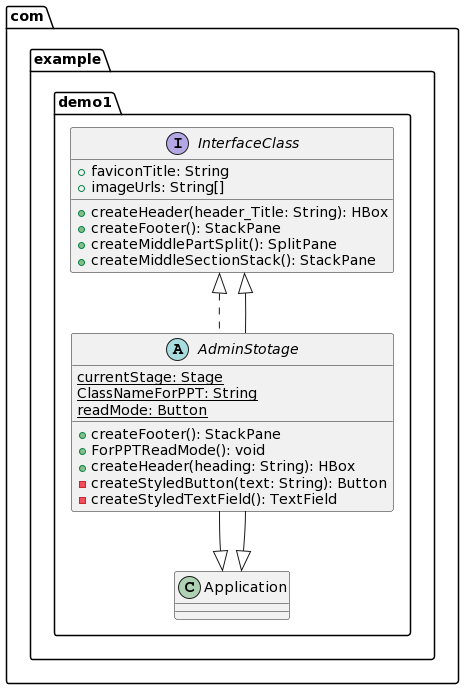 com
example
demo1
I InterfaceClass
faviconTitle: String
imageUrls: String[]
createHeader(header_Title: String): HBox
createFooter(): StackPane
createMiddlePartSplit(): SplitPane
createMiddleSectionStack(): StackPane
A AdminStotage
currentStage: Stage
ClassNameForPPT: String
readMode: Button
createFooter(): StackPane
ForPPTReadMode(): void
createHeader(heading: String): HBox
createStyledButton(text: String): Button
createStyledTextField(): TextField
C Application